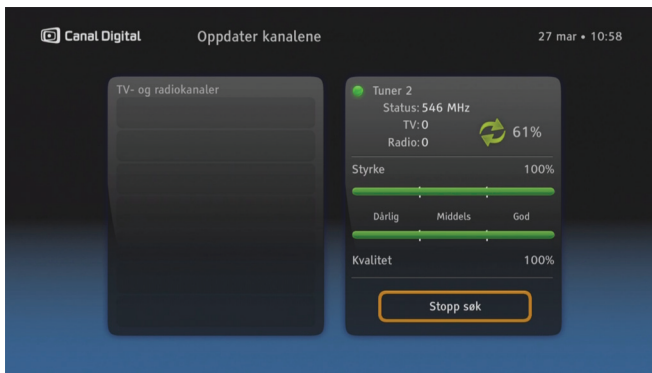 Canal Digital
Oppdater kanalene
27 mar • 10:58
TV- og radiokanaler
Tuner 2
Status: 546 MHz
TV: 0
Radio: 0
61%
Styrke 100%
Dårlig Middels God
Kvalitet 100%
Stopp søk